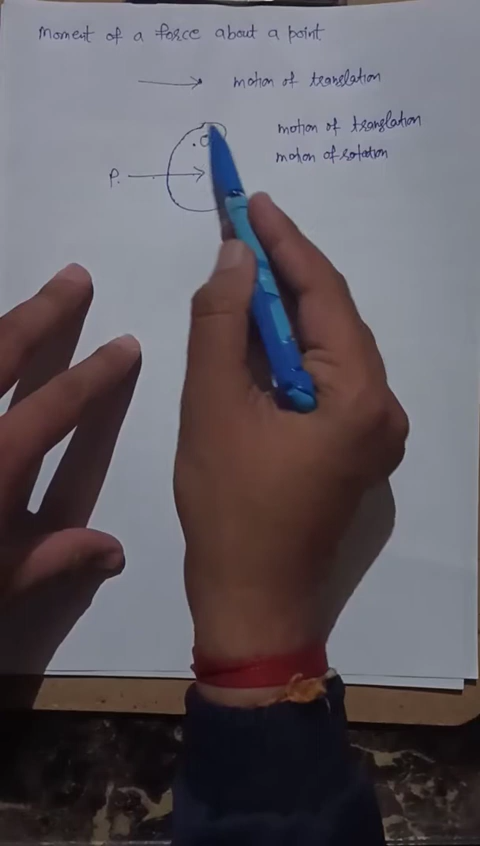 Moment of a force about a point
motion of translation
motion of translation
motion of rotation
P.
O